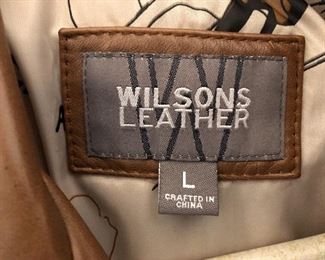 WILSONS
LEATHER
L
CRAFTED IN
CHINA